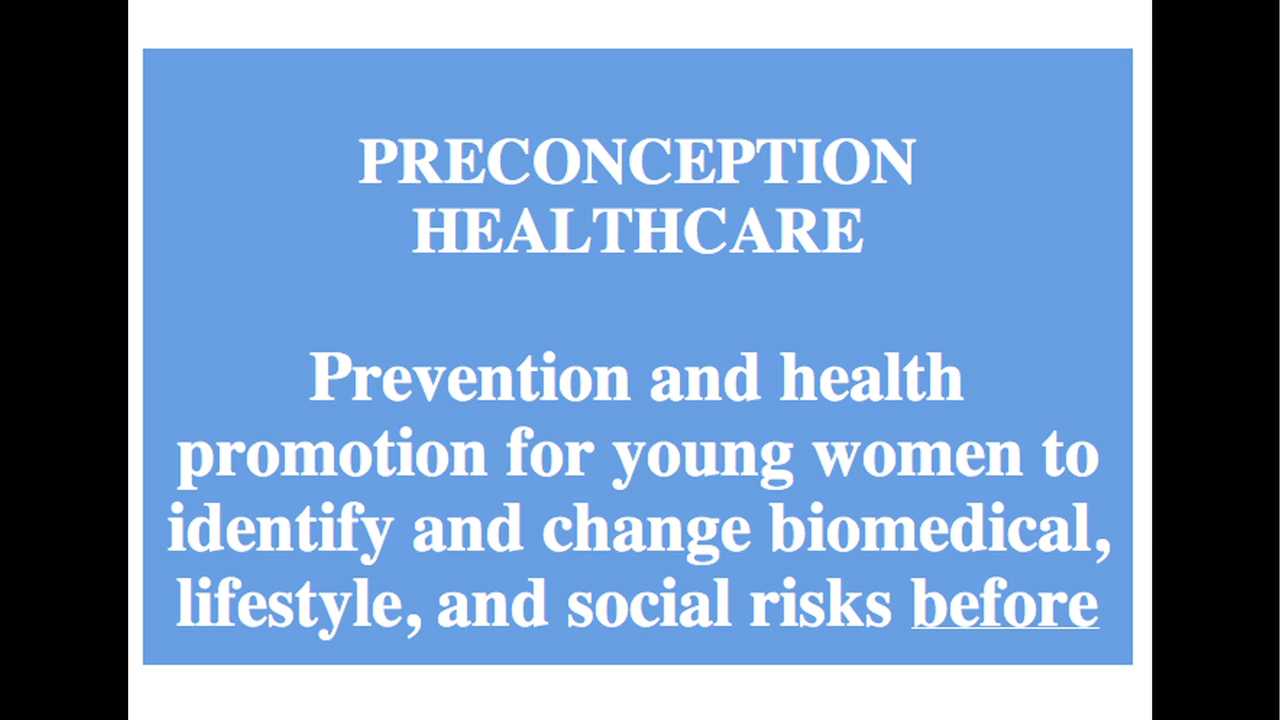 PRECONCEPTION
HEALTHCARE
Prevention and health
promotion for young women to
identify and change biomedical,
lifestyle, and social risks before